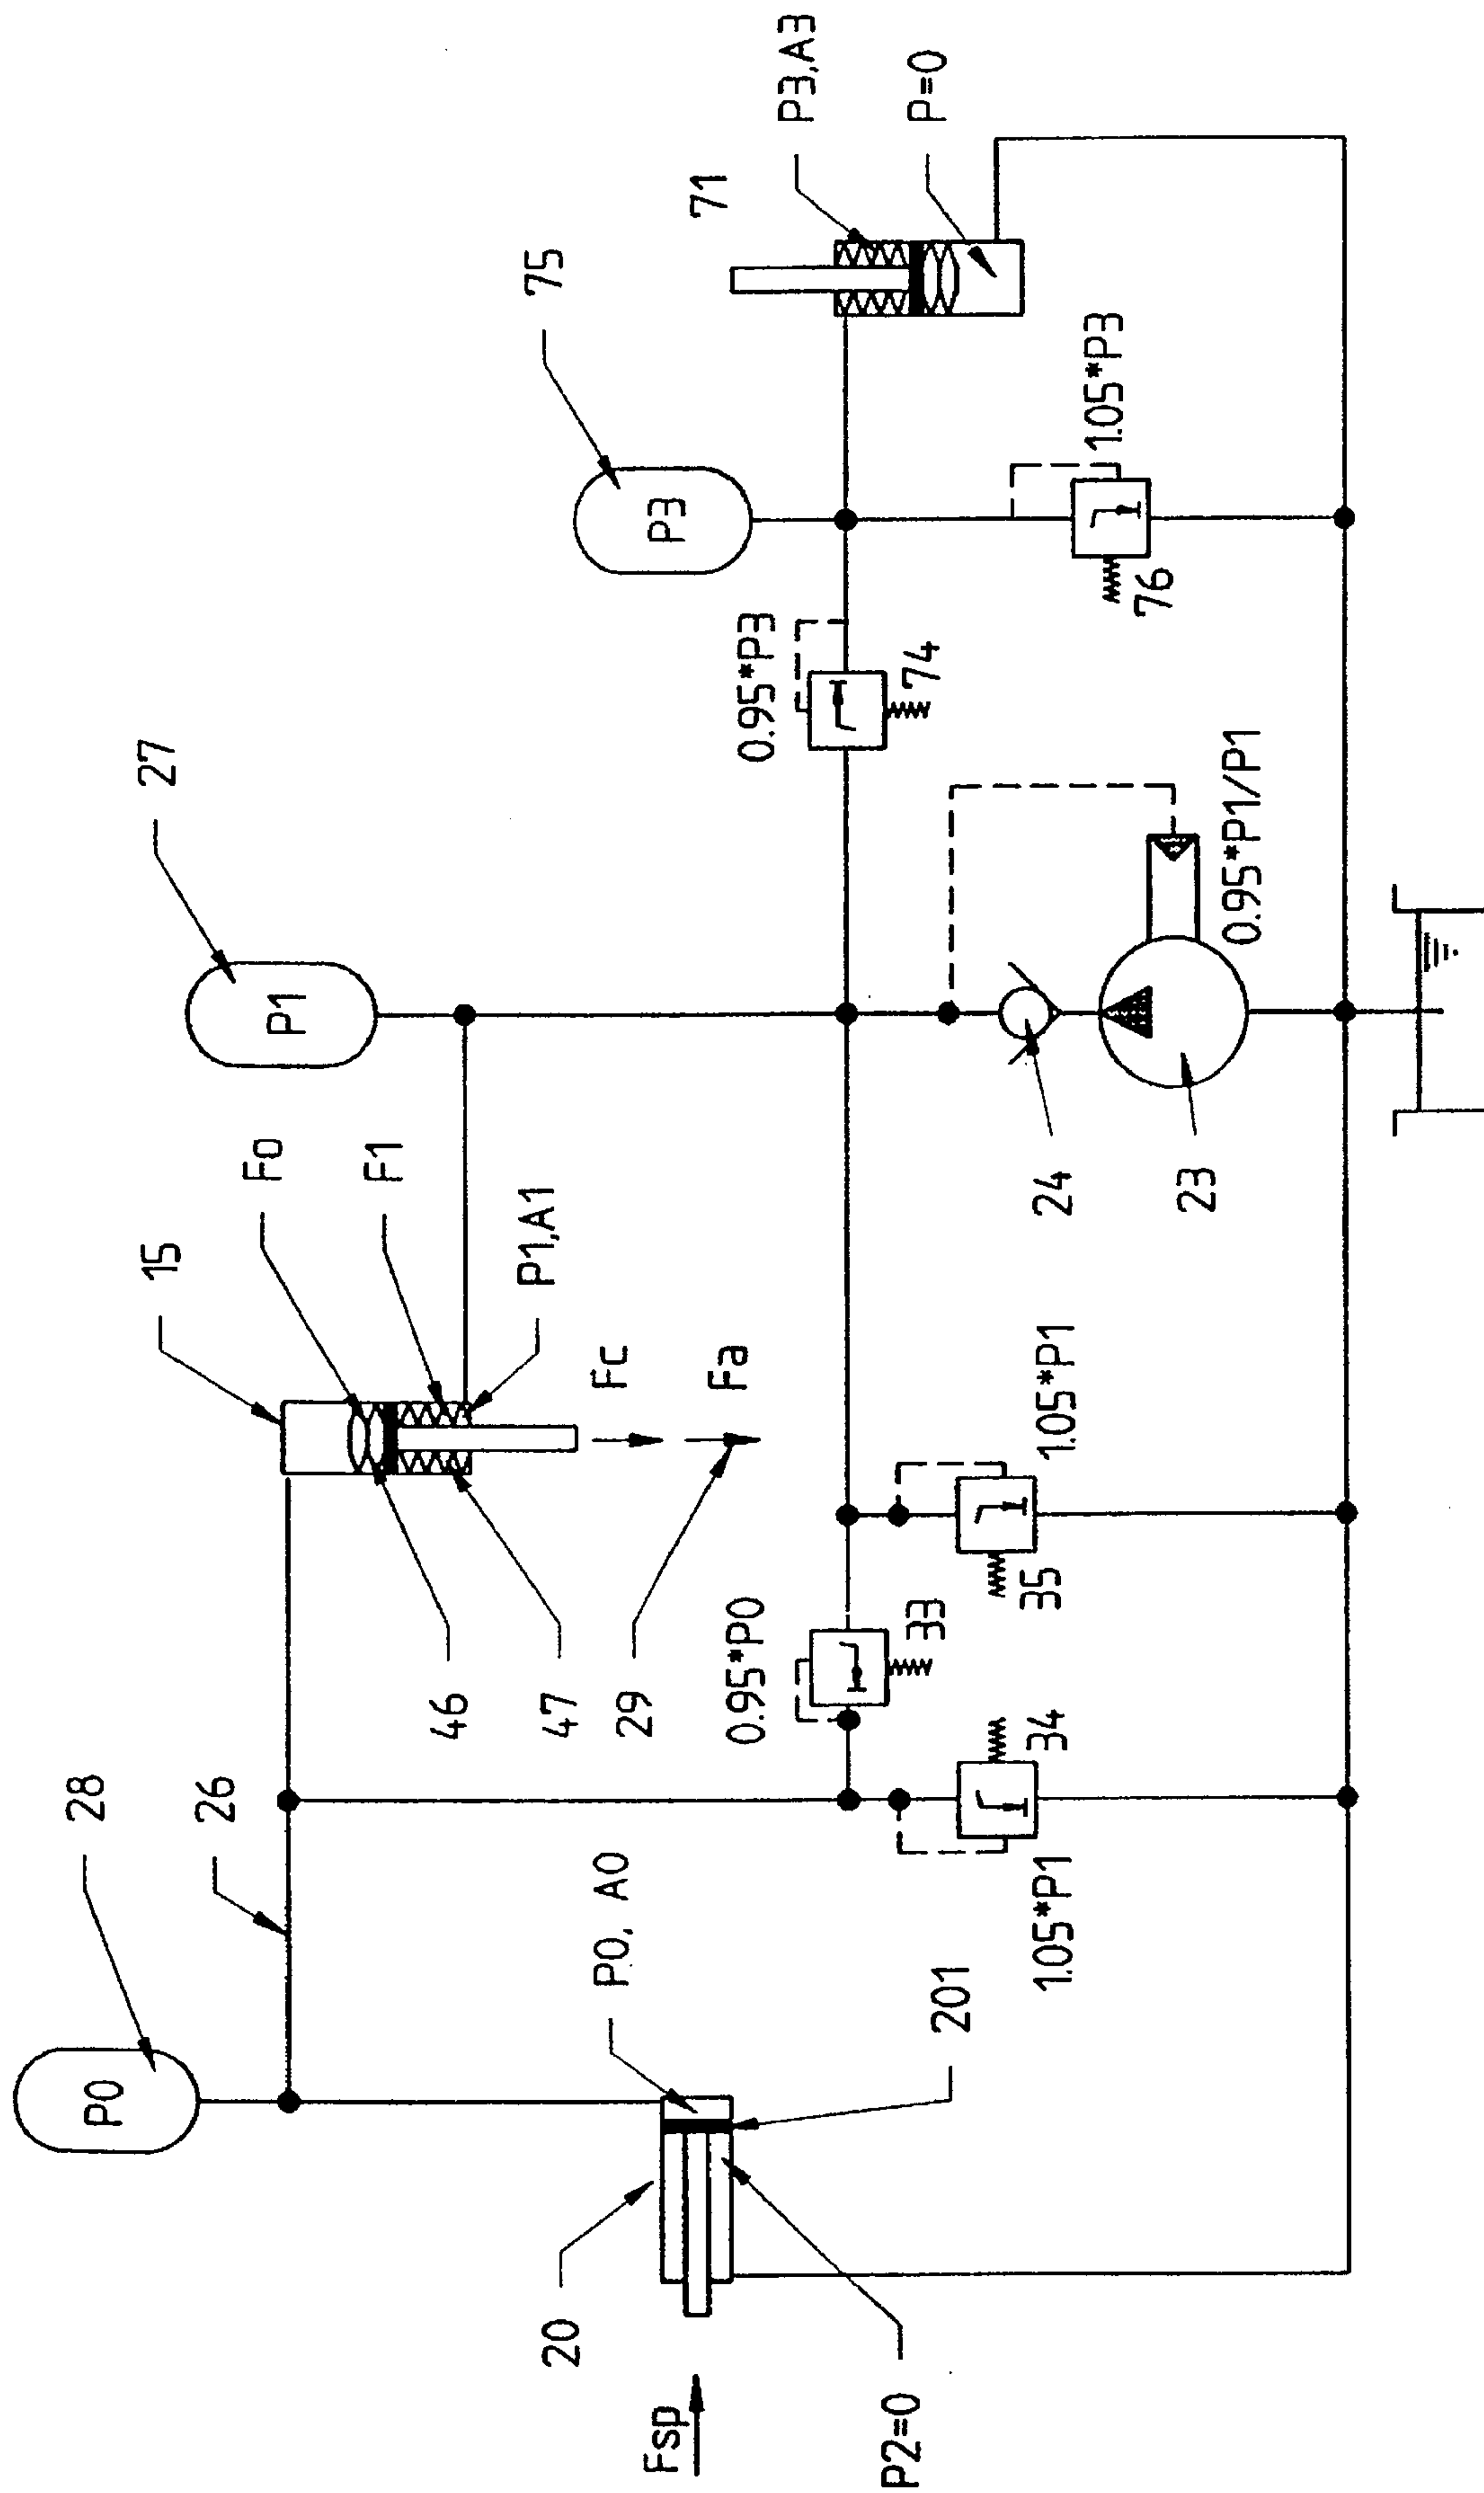 28
P0
26
15
Fo
F1
P1,A1
27
P1
46
47
29
Fc
Fa
75
P3
71
P3,A3
P=0
20
P0, A0
201
Fsp
P2=0
0.95*P0
33
34
1.05*P1
35
1.05*P1
24
23
0.95*P1/P1
0.95*P3
74
76
1.05*P3